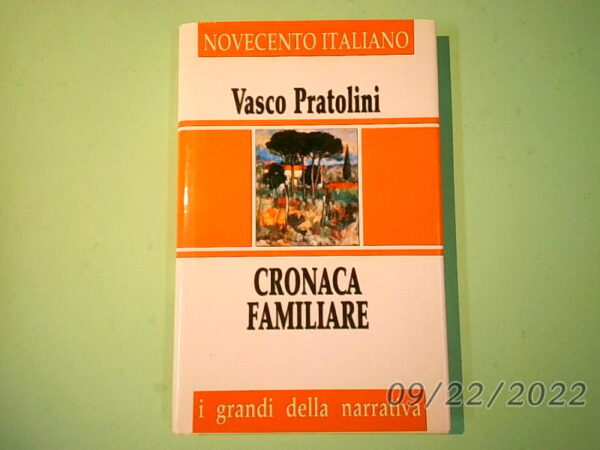 NOVECENTO ITALIANO
Vasco Pratolini
CRONACA
FAMILIARE
i grandi della narrativa
09/22/2022